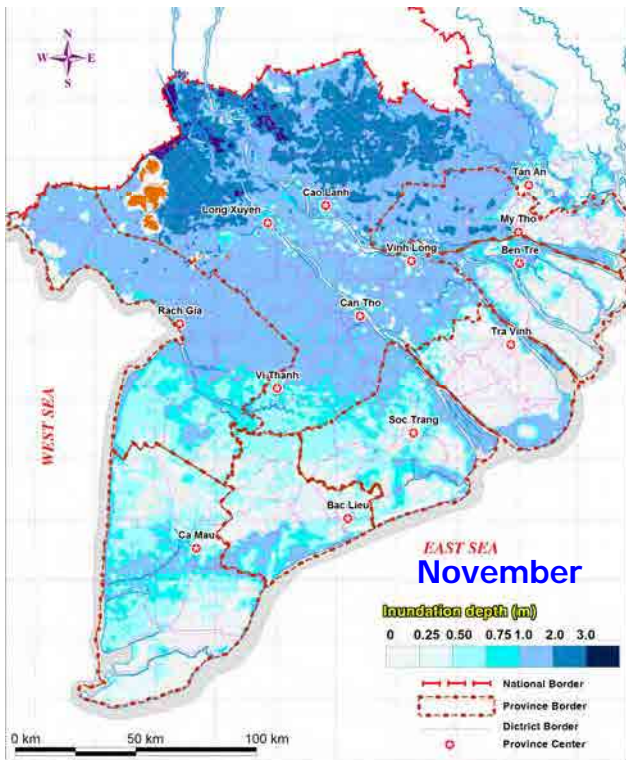 N
W E
S
Tan An
Cao Lanh
Long Xuyen
My Tho
Vinh Long
Ben Tre
Rach Gia
Can Tho
Tra Vinh
Vi Thanh
WEST SEA
Soc Trang
Bac Lieu
Ca Mau
EAST SEA
November
Inundation depth (m)
0 0.25 0.50 0.75 1.0 2.0 3.0
National Border
Province Border
District Border
Province Center
0 km 50 km 100 km